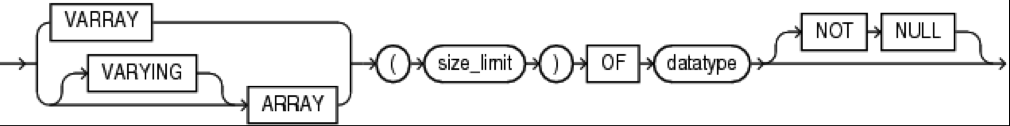 VARRAY
VARYING
ARRAY
( size_limit ) OF datatype
NOT NULL